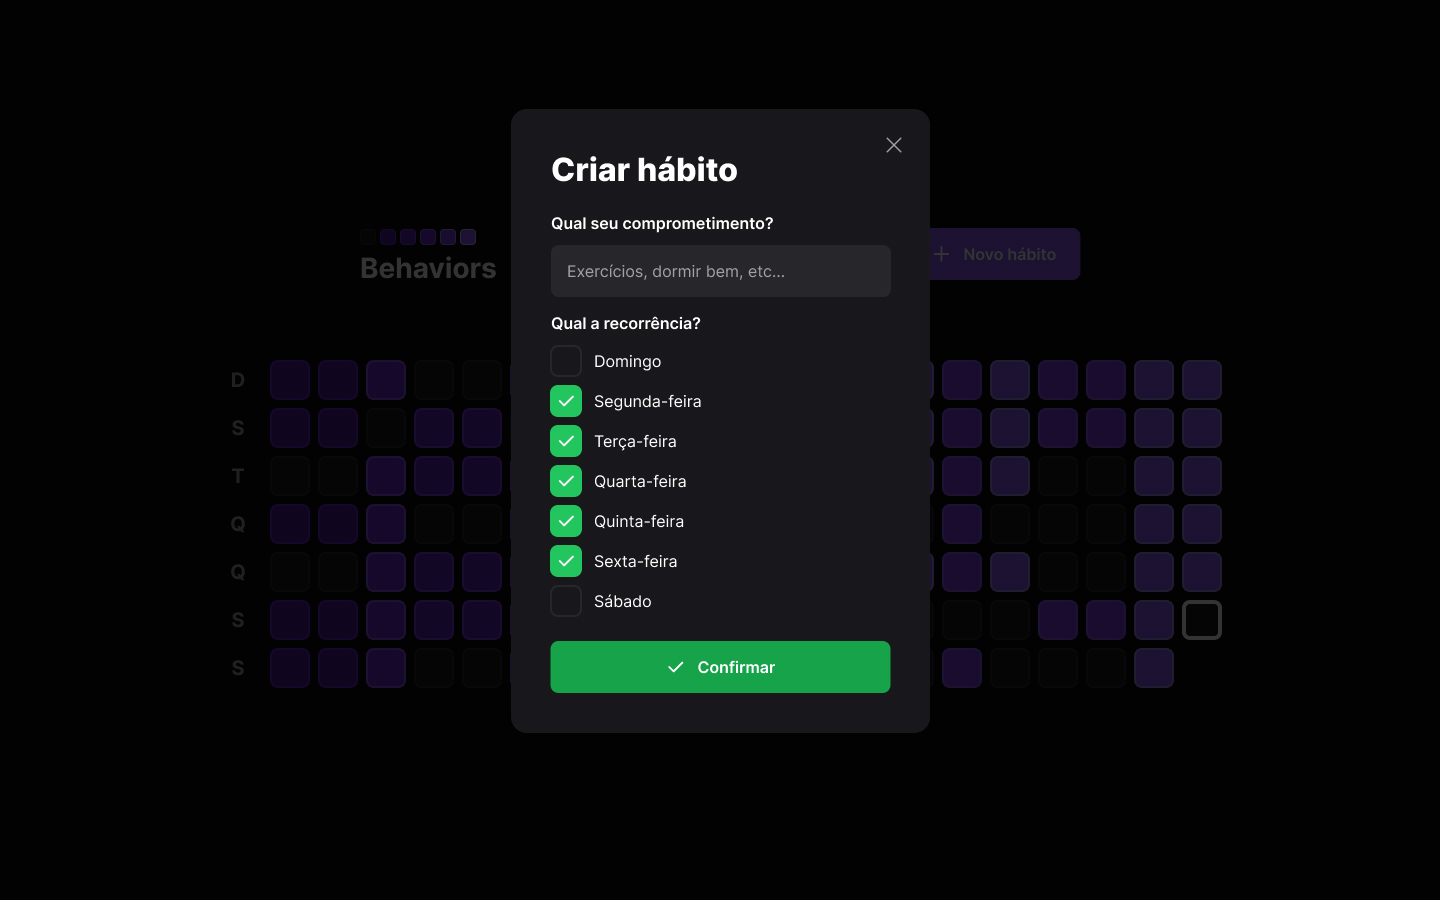 Criar hábito
Qual seu comprometimento?
Behaviors
Novo hábito
Exercícios, dormir bem, etc...
Qual a recorrência?
Domingo
Segunda-feira
Terça-feira
Quarta-feira
Quinta-feira
Sexta-feira
Sábado
Confirmar
D
S
T
Q
Q
S
S